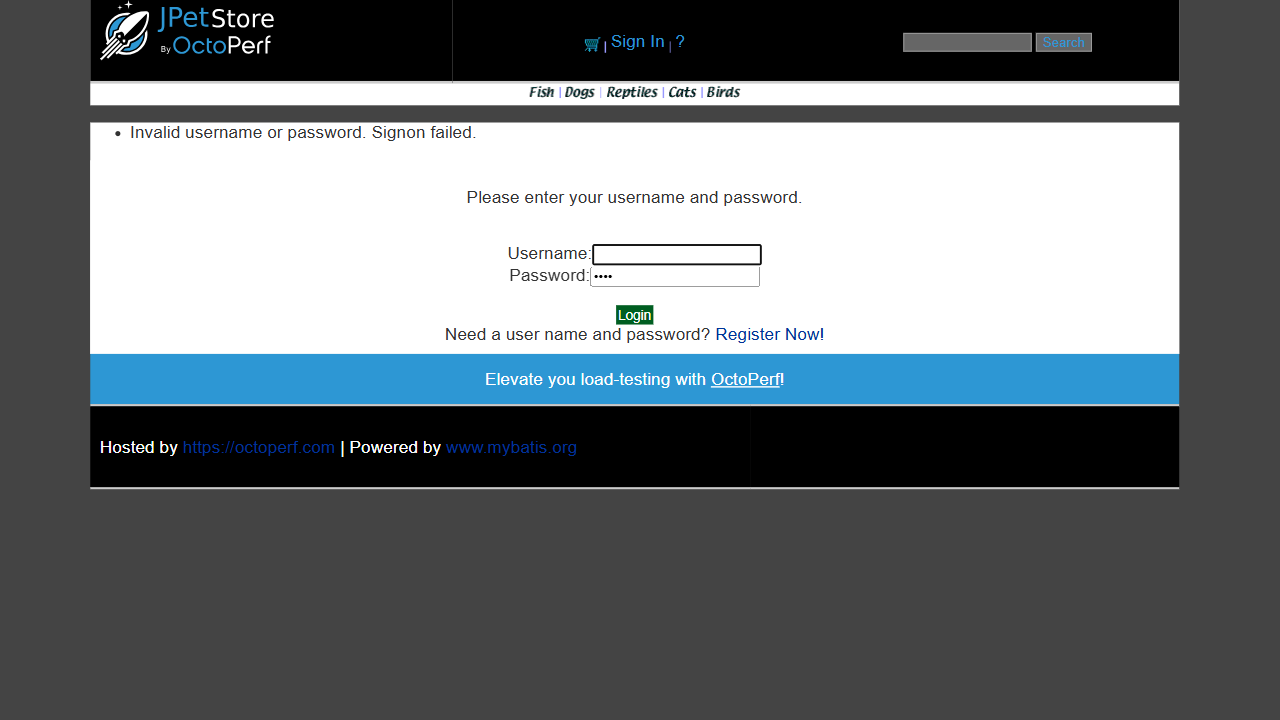 JPetStore
By OctoPerf
| Sign In | ?
Search
Fish | Dogs | Reptiles | Cats | Birds
• Invalid username or password. Signon failed.
Please enter your username and password.
Username:
Password:••••
Login
Need a user name and password? Register Now!
Elevate you load-testing with OctoPerf!
Hosted by https://octoperf.com | Powered by www.mybatis.org